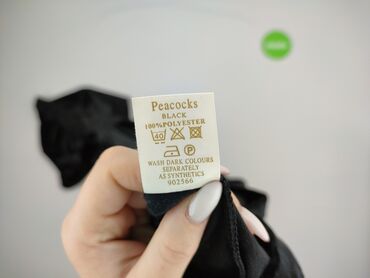 Peacocks
BLACK
100%POLYESTER
40
P
WASH DARK COLOURS
SEPARATELY
AS SYNTHETICS
902566